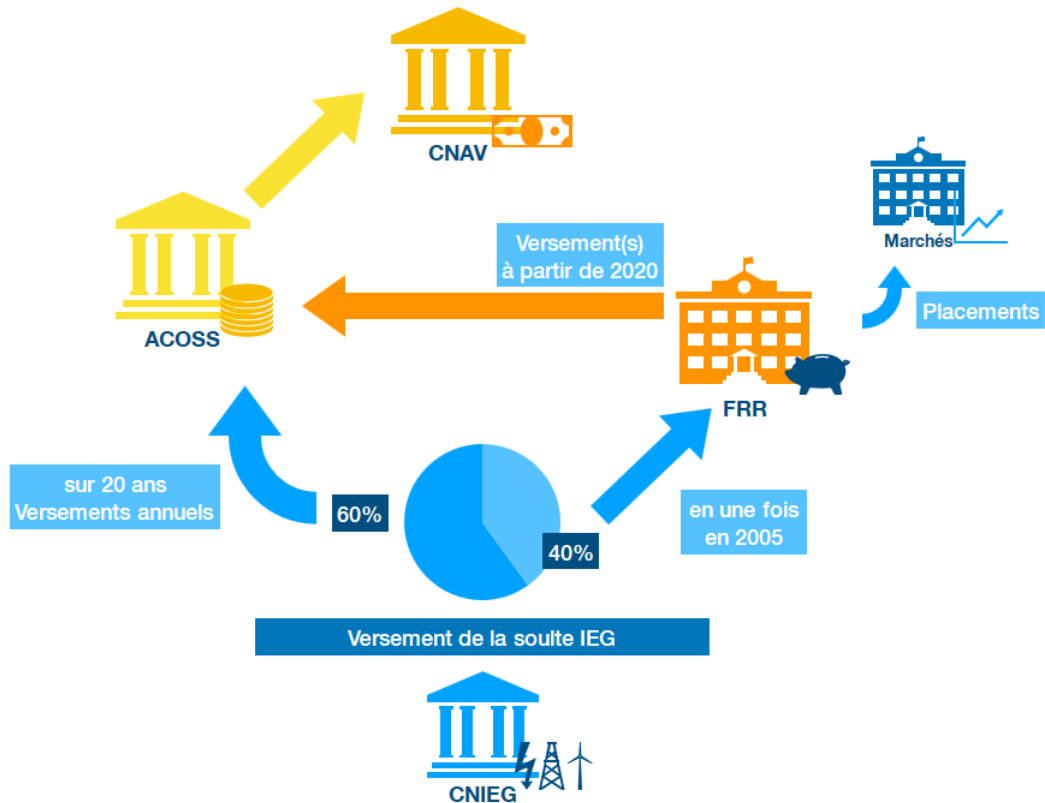 CNAV
Marchés
Versement(s)
à partir de 2020
Placements
ACOSS
FRR
sur 20 ans
Versements annuels
60%
40%
en une fois
en 2005
Versement de la soulte IEG
CNIEG